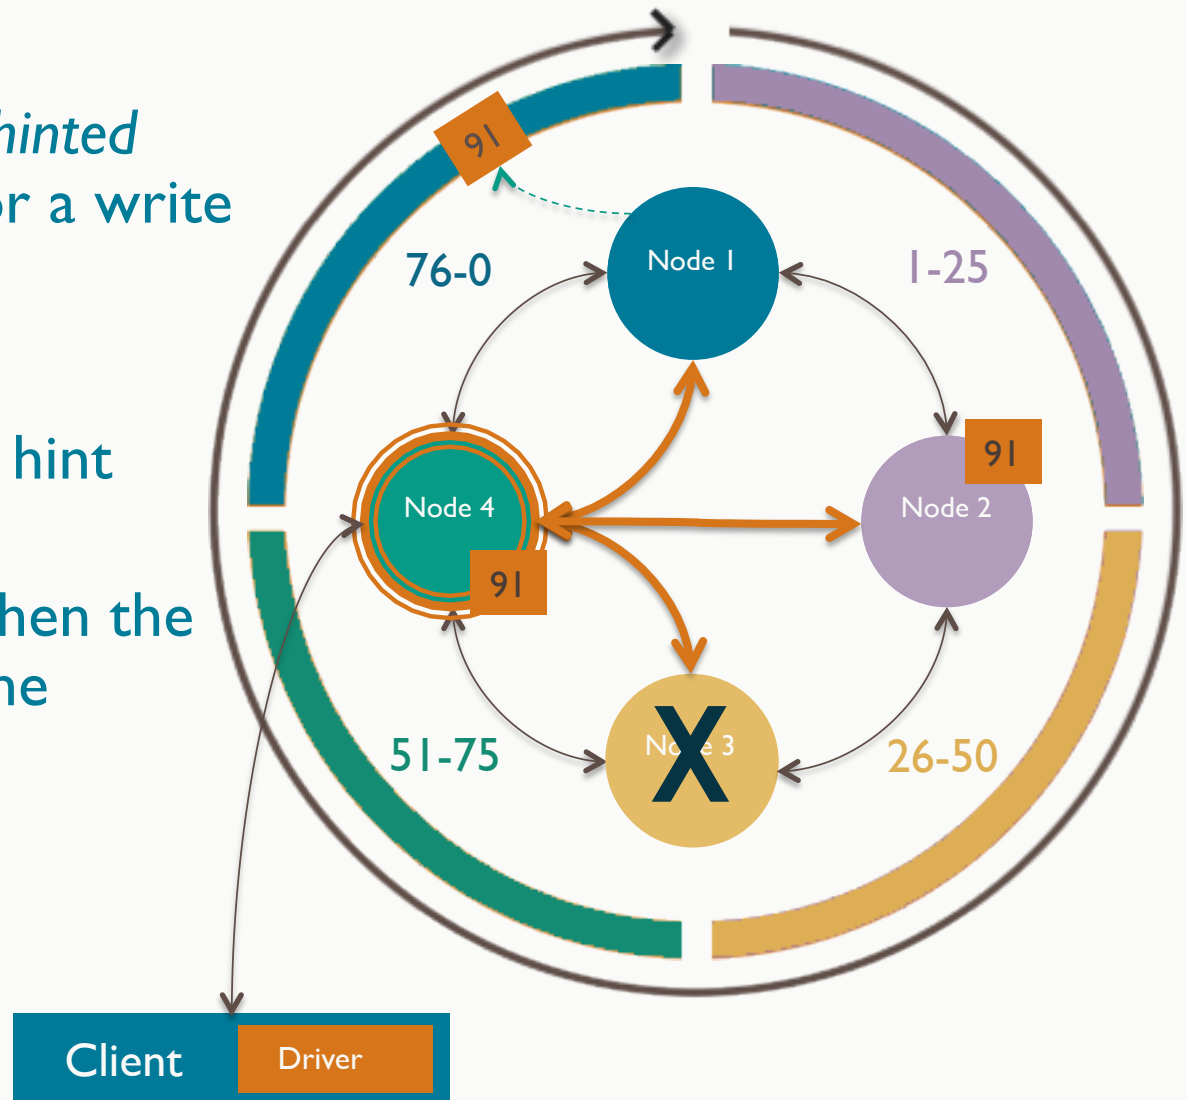 hinted
or a write
hint
hen the
ne
91
Node 1
76-0
1-25
91
Node 4
Node 2
91
Node 3
51-75
26-50
X
Client
Driver